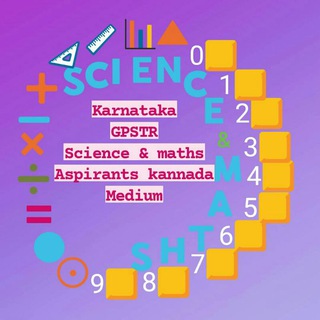 SCIENCE & MATHS
Karnataka
GPSTR
Science & maths
Aspirants kannada
Medium
0
1
2
3
4
5
6
7
8
9